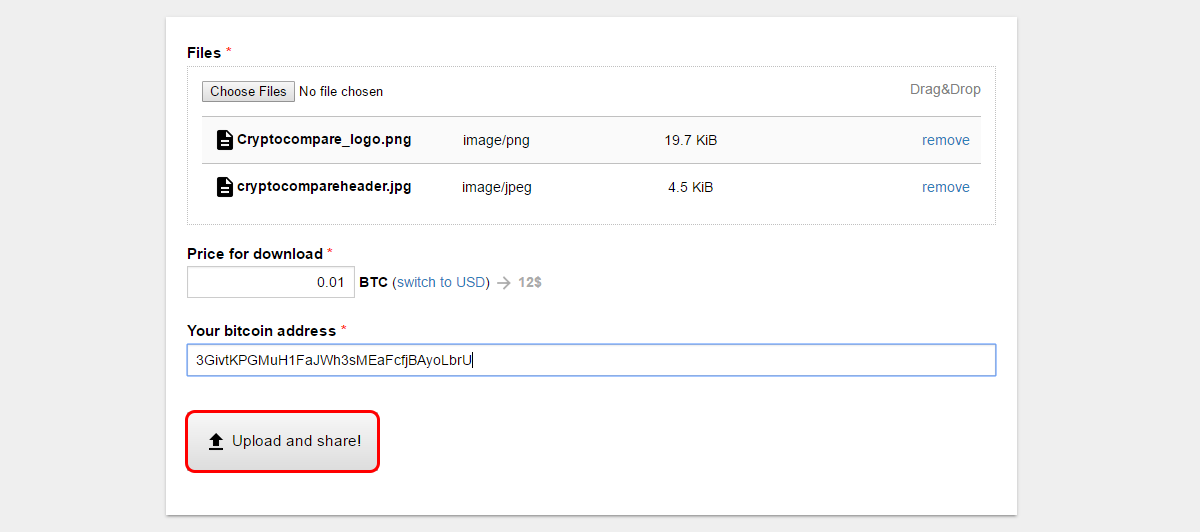 Files *
Choose Files No file chosen Drag&Drop
Cryptocompare_logo.png image/png 19.7 KiB remove
cryptocompareheader.jpg image/jpeg 4.5 KiB remove
Price for download *
0.01 BTC (switch to USD) → 12$
Your bitcoin address *
3GivtKPGMuH1FaJWh3sMEaFcfjBAyoLbrU
Upload and share!